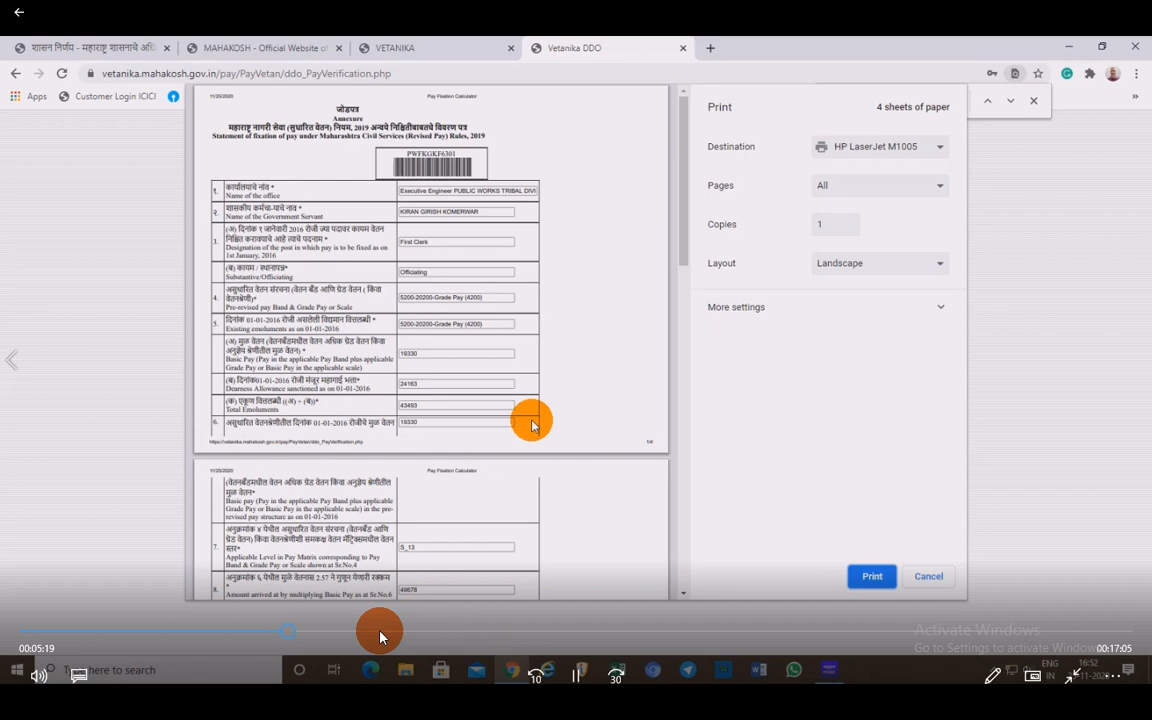 शासन निर्णय - महाराष्ट्र शासनाचे अधि
MAHAKOSH - Official Website of
VETANIKA
Vetanika DDO
vetanika.mahakosh.gov.in/pay/PayVetan/ddo_PayVerification.php
Apps
Customer Login ICICI
»
11/25/2020
Pay Fixation Calculator
जोडपत्र
Annexure
महाराष्ट्र नागरी सेवा (सुधारित वेतन) नियम, 2019 अन्वये निश्चितीबाबतचे विवरण पत्र
Statement of fixation of pay under Maharashtra Civil Services (Revised Pay) Rules, 2019
PWFKGKF6301
१.
कार्यालयाचे नांव *
Name of the office
Executive Engineer PUBLIC WORKS TRIBAL DIVI
२.
शासकीय कर्मचा-याचे नाव *
Name of the Government Servant
KIRAN GIRISH KOMERWAR
3.
(अ) दिनांक १ जानेवारी 2016 रोजी ज्या पदावर कायम वेतन
निश्चित करावयाचे आहे त्याचे पदनाम *
Designation of the post in which pay is to be fixed as on
1st January, 2016
First Clerk
(ब) कायम / स्थानापन्न*
Substantive/Officiating
Officiating
4.
असुधारित वेतन संरचना (वेतन बँड आणि ग्रेड वेतन ( किंवा
वेतनश्रेणी)*
Pre-revised pay Band & Grade Pay or Scale
5200-20200-Grade Pay (4200)
5.
दिनांक 01-01-2016 रोजी असलेली विद्यमान वित्तलब्धी *
Existing emoluments as on 01-01-2016
5200-20200-Grade Pay (4200)
(अ) मुळ वेतन (वेतनबँडमधील वेतन अधिक ग्रेड वेतन किंवा
अनुज्ञेय श्रेणीतील मुळ वेतन) *
Basic Pay (Pay in the applicable Pay Band plus applicable
Grade Pay or Basic Pay in the applicable scale)
19330
(ब) दिनांक01-01-2016 रोजी मंजूर महागाई भत्ता*
Dearness Allowance sanctioned as on 01-01-2016
24163
(क) एकूण वित्तलब्धी ((अ) + (ब))*
Total Emoluments
43493
6.
असुधारित वेतनश्रेणीतील दिनांक 01-01-2016 रोजीचे मुळ वेतन
19330
https://vetanika.mahakosh.gov.in/pay/PayVetan/ddo_PayVerification.php
1/4
11/25/2020
Pay Fixation Calculator
(वेतनबँडमधील वेतन अधिक ग्रेड वेतन किंवा अनुज्ञेय श्रेणीतील
मुळ वेतन*
Basic pay (Pay in the applicable Pay Band plus applicable
Grade Pay or Basic Pay in the applicable scale) in the pre-
revised pay structure as on 01-01-2016
7.
अनुक्रमांक ४ येथील असुधारित वेतन संरचना (वेतनबँड आणि
ग्रेड वेतन) किंवा वेतनश्रेणीशी समकक्ष वेतन मॅट्रिक्समधील वेतन
स्तर*
Applicable Level in Pay Matrix corresponding to Pay
Band & Grade Pay or Scale shown at Sr.No.4
S_13
8.
अनुक्रमांक ६ येथील मुळे वेतनास 2.57 ने गुणून येणारी रक्कम
*
Amount arrived at by multiplying Basic Pay as at Sr.No.6
49678
Print
4 sheets of paper
Destination
HP LaserJet M1005
Pages
All
Copies
1
Layout
Landscape
More settings
Print
Cancel
Activate Windows
Go to Settings to activate Windows
00:05:19
00:17:05
Type here to search
10
30
ENG
IN
16:52